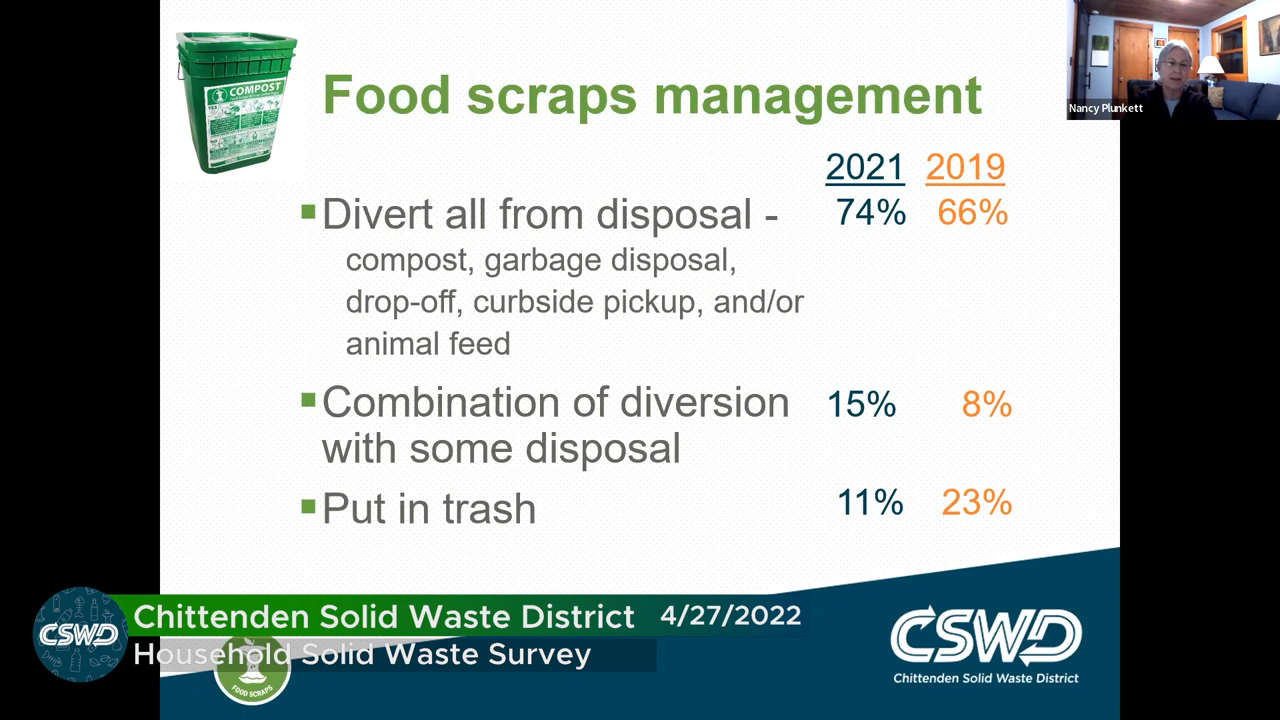 COMPOST
Food scraps management
Nancy Plunkett
2021 2019
Divert all from disposal - 74% 66%
compost, garbage disposal,
drop-off, curbside pickup, and/or
animal feed
Combination of diversion 15% 8%
with some disposal
Put in trash 11% 23%
Chittenden Solid Waste District 4/27/2022
CSWD
Household Solid Waste Survey
FOOD SCRAPS
CSWD
Chittenden Solid Waste District